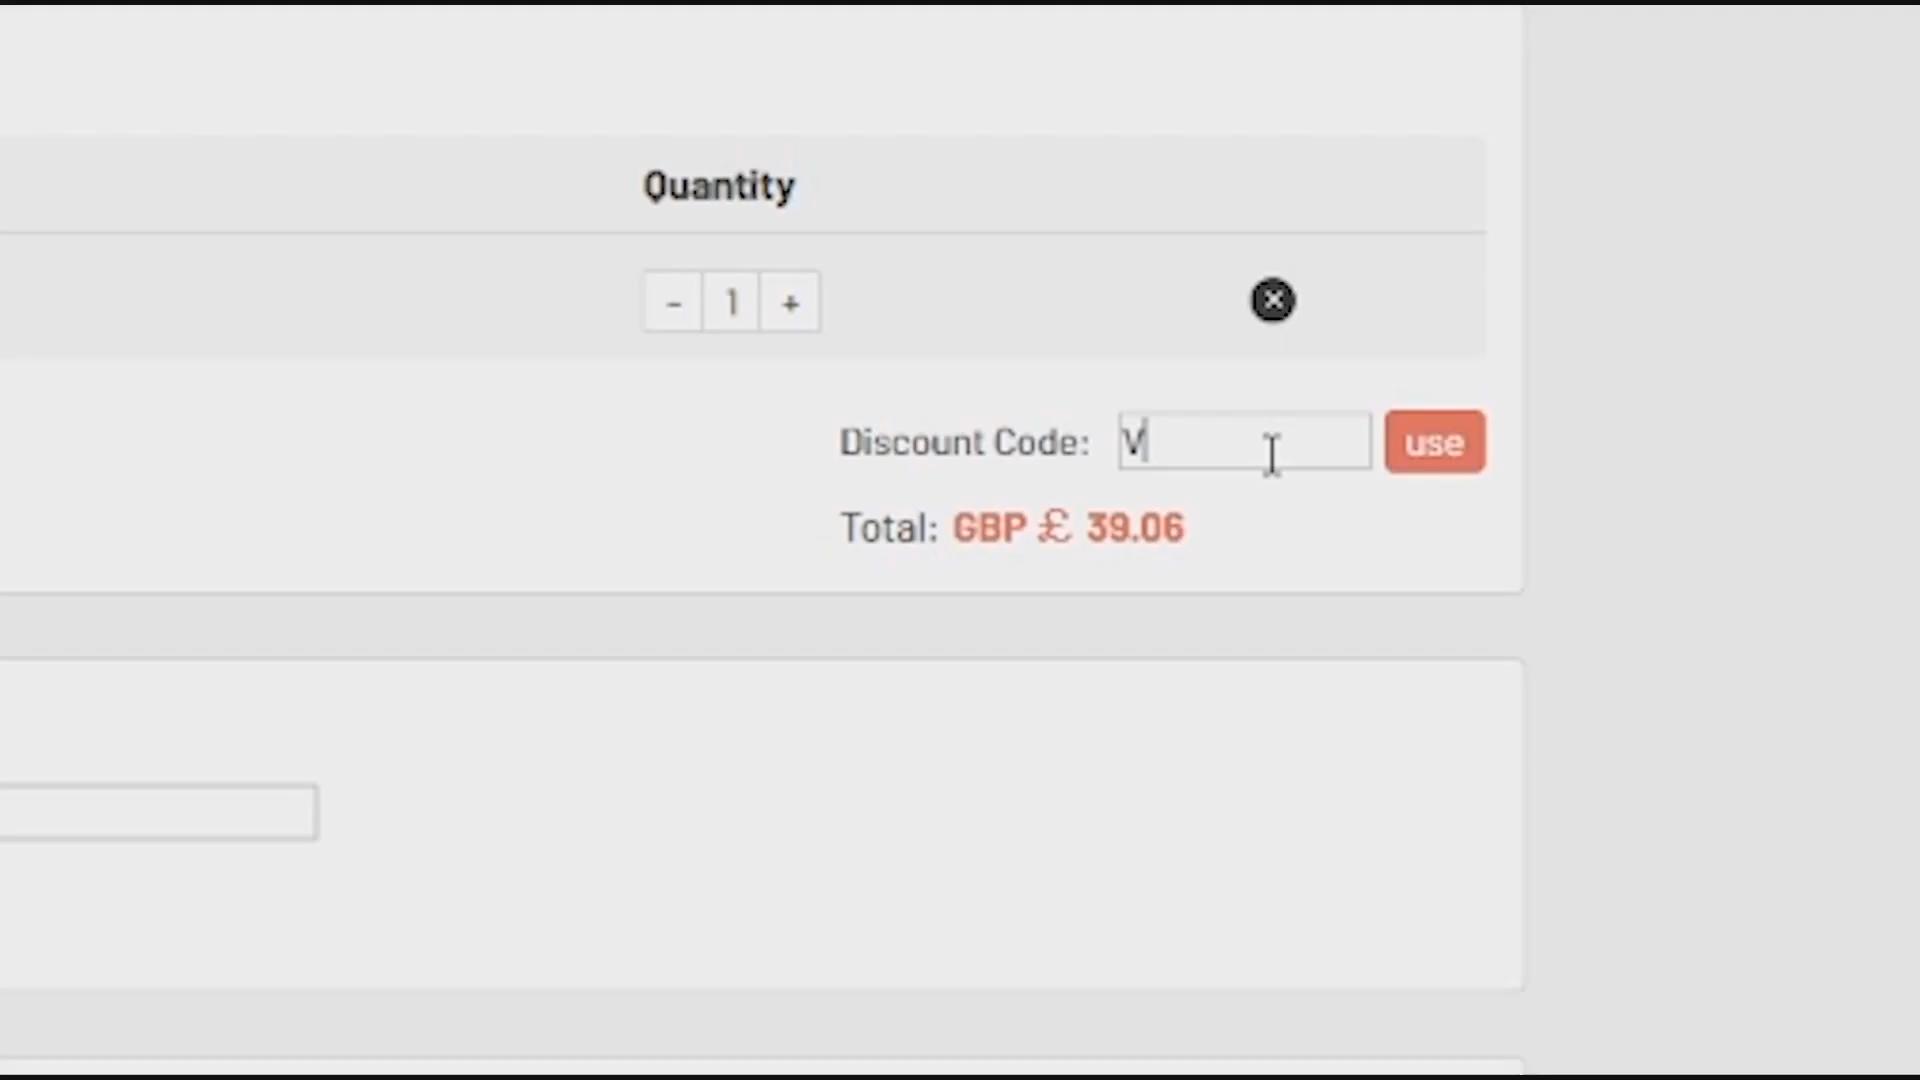 Quantity
- 1 +
Discount Code: V use
Total: GBP £ 39.06